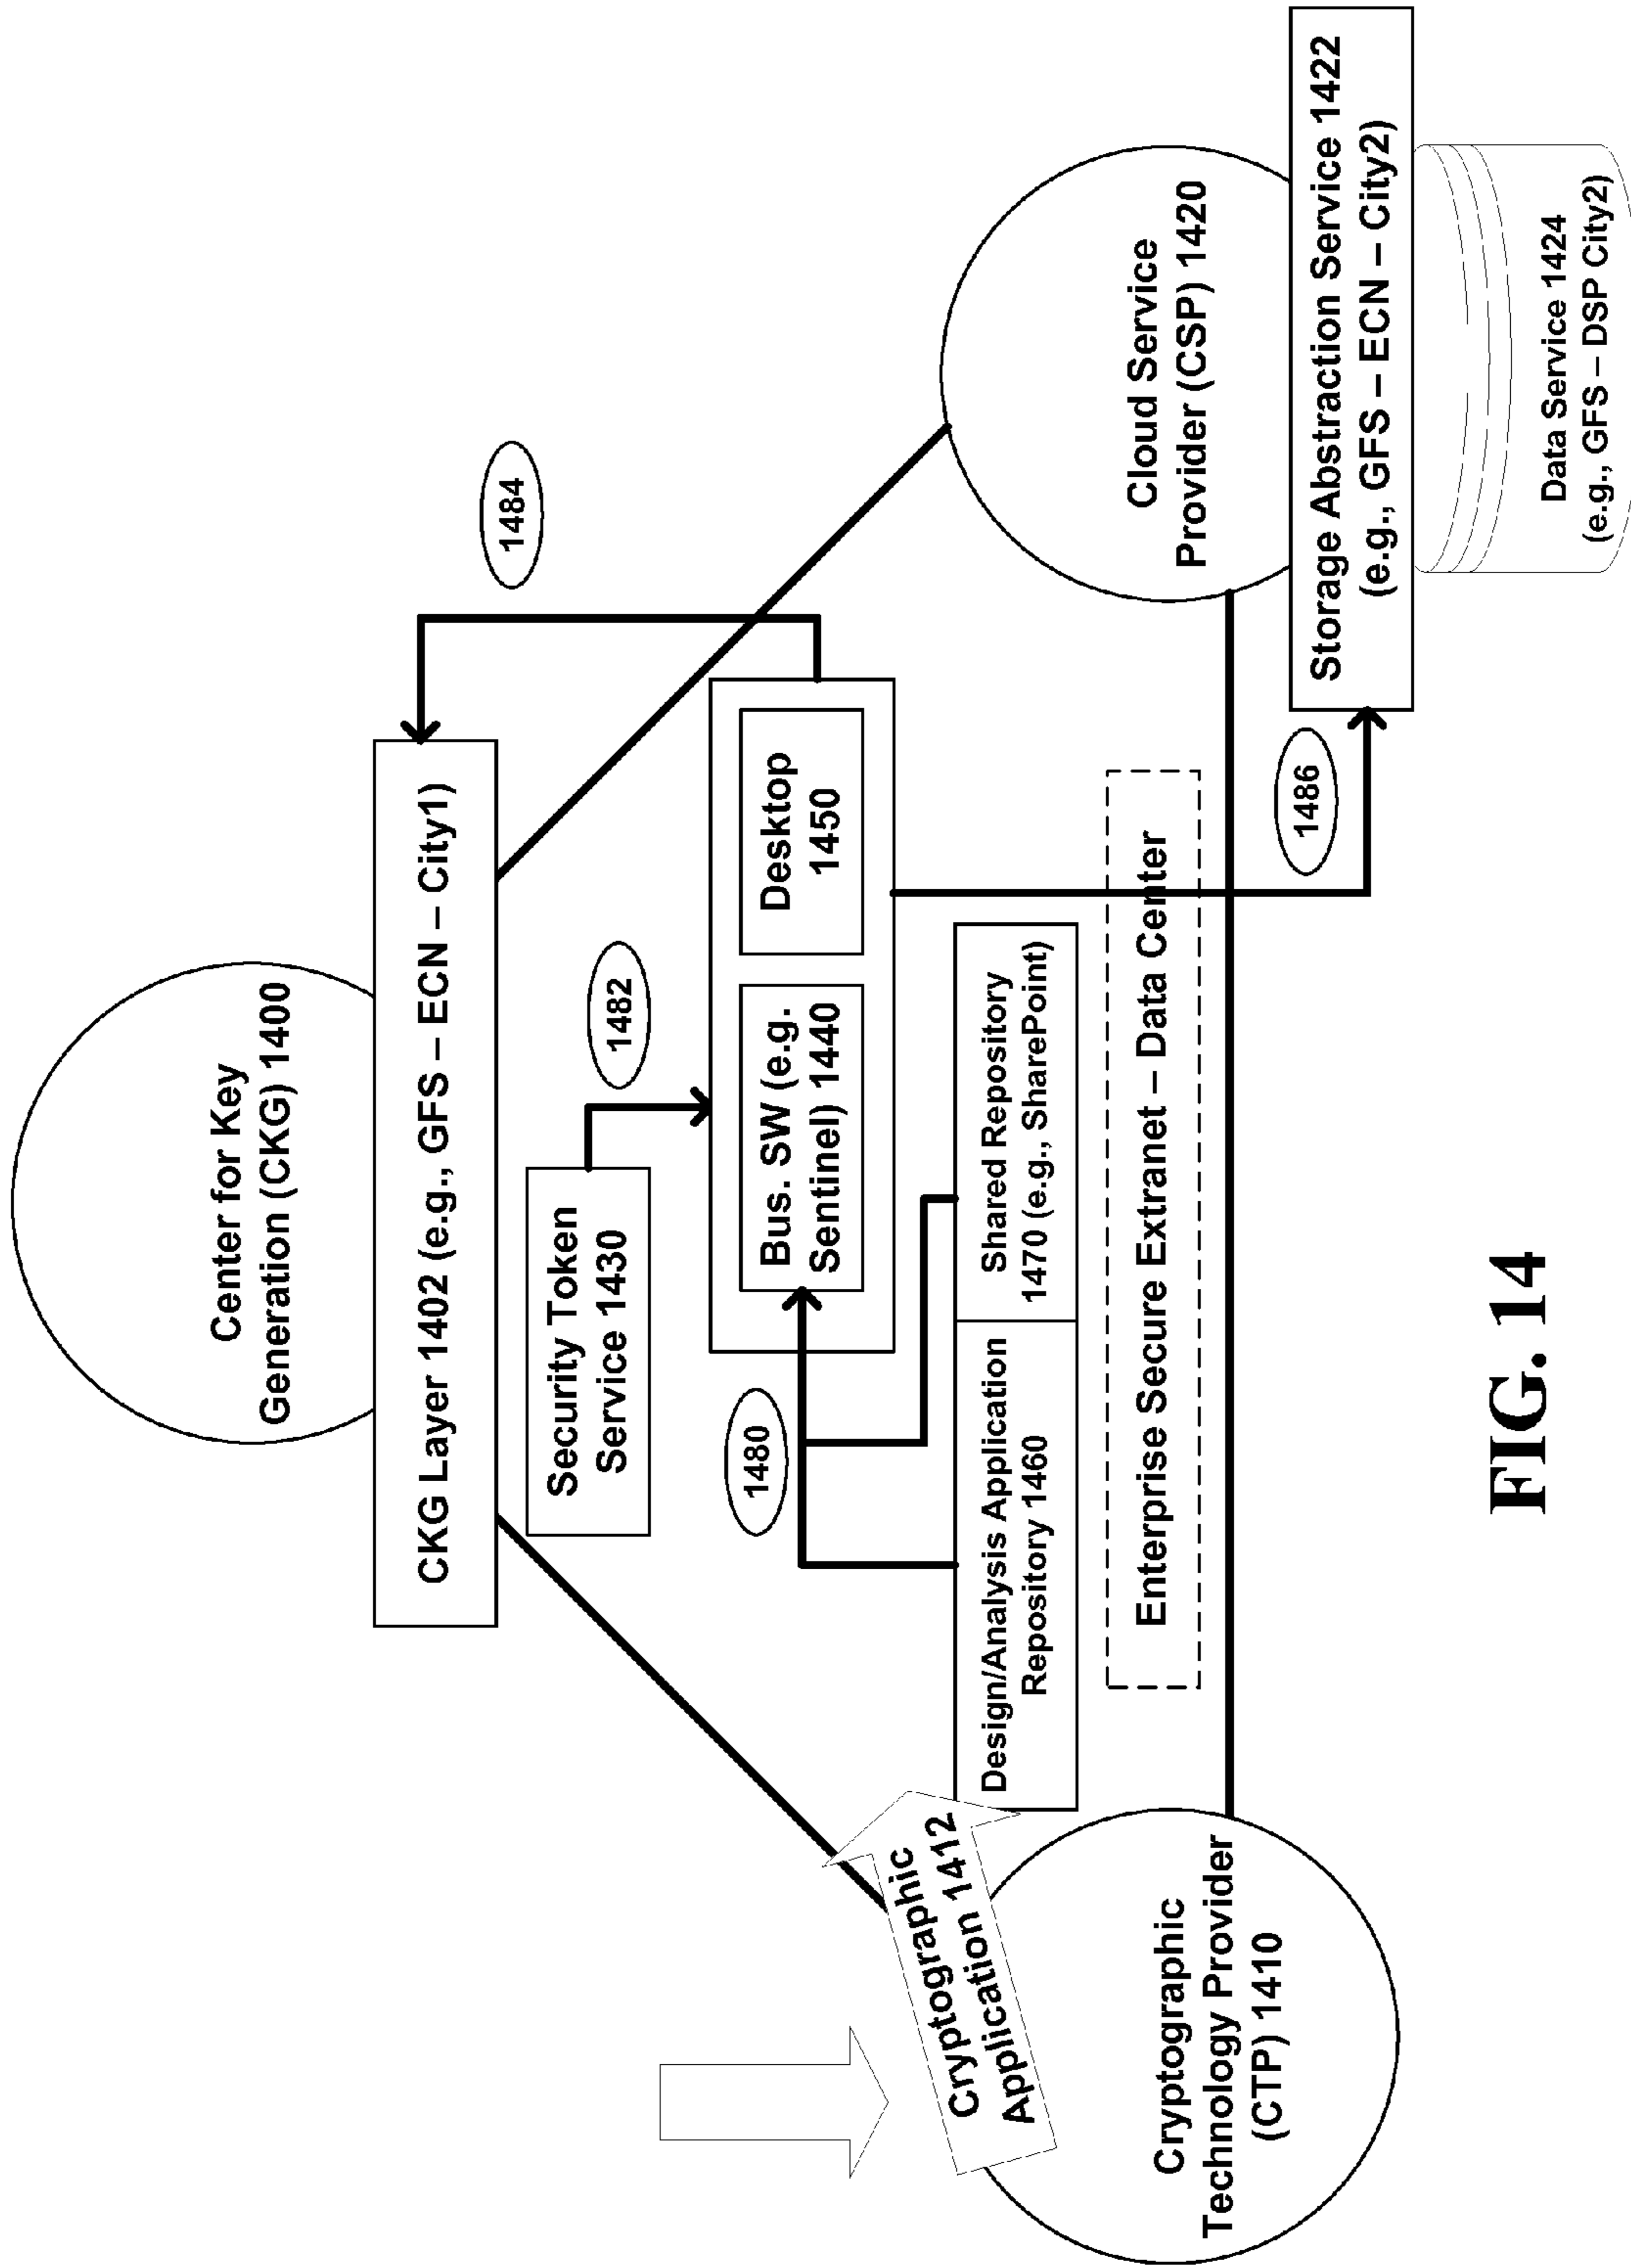 Center for Key
Generation (CKG) 1400
CKG Layer 1402 (e.g., GFS – ECN – City1)
1484
Security Token
Service 1430
1482
1480
Bus. SW (e.g.
Sentinel) 1440
Desktop
1450
Cryptographic
Application 1412
Design/Analysis Application
Repository 1460
Shared Repository
1470 (e.g., SharePoint)
Enterprise Secure Extranet – Data Center
1486
Cryptographic
Technology Provider
(CTP) 1410
Cloud Service
Provider (CSP) 1420
Storage Abstraction Service 1422
(e.g., GFS – ECN – City2)
Data Service 1424
(e.g., GFS – DSP City2)
FIG. 14